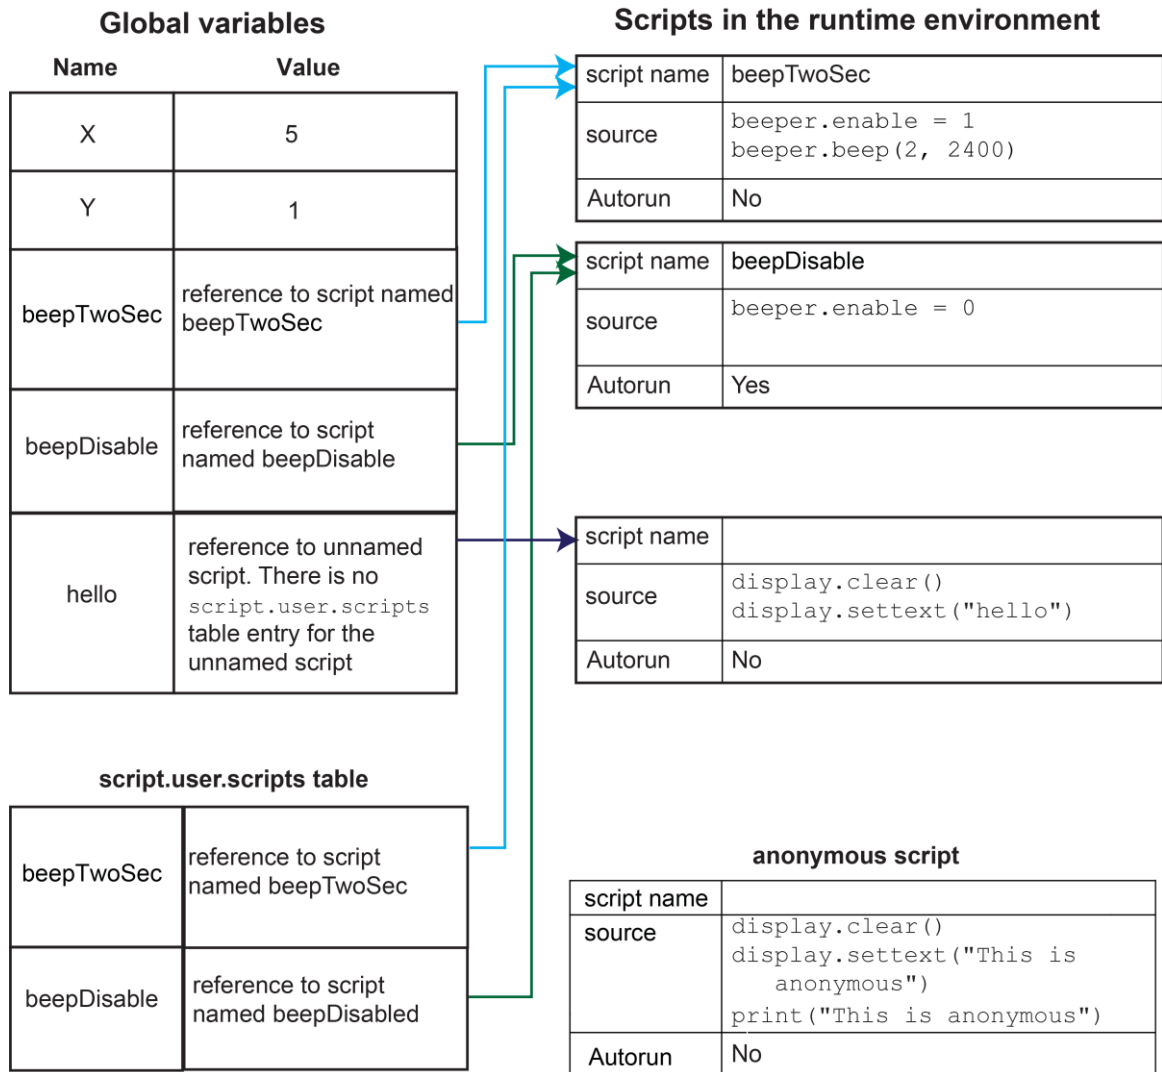 Global variables
Name Value
X 5
Y 1
beepTwoSec
reference to script named
beepTwoSec
beepDisable
reference to script
named beepDisable
hello
reference to unnamed
script. There is no
script.user.scripts
table entry for the
unnamed script
script.user.scripts table
beepTwoSec
reference to script
named beepTwoSec
beepDisable
reference to script
named beepDisabled
Scripts in the runtime environment
script name beepTwoSec
source
beeper.enable = 1
beeper.beep(2, 2400)
Autorun No
script name beepDisable
source
beeper.enable = 0
Autorun Yes
script name
source
display.clear()
display.settext("hello")
Autorun No
anonymous script
script name
source
display.clear()
display.settext("This is
anonymous")
print("This is anonymous")
Autorun No